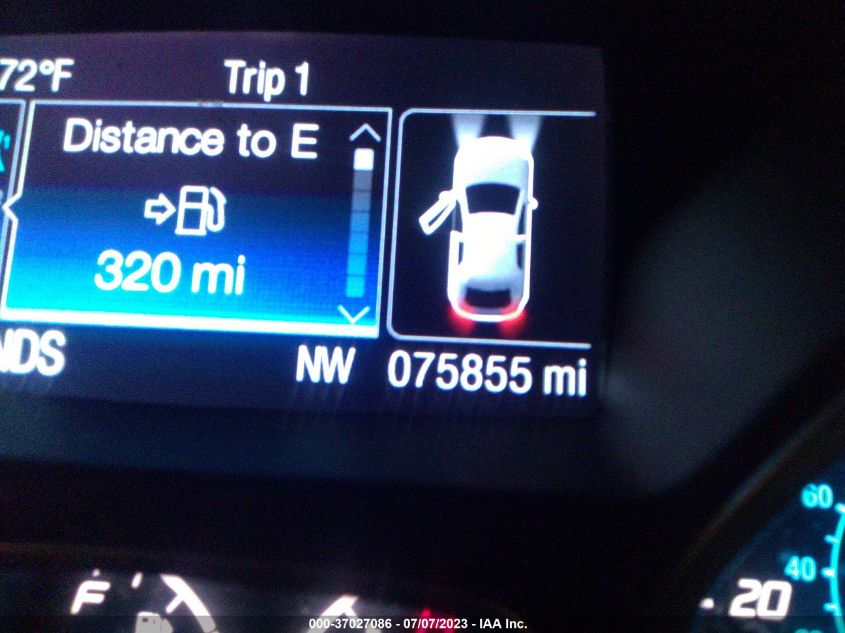 72°F Trip 1
Distance to E
320 mi
NDS NW 075855 mi
60
40
20
F
000-37027086 - 07/07/2023 - IAA Inc.